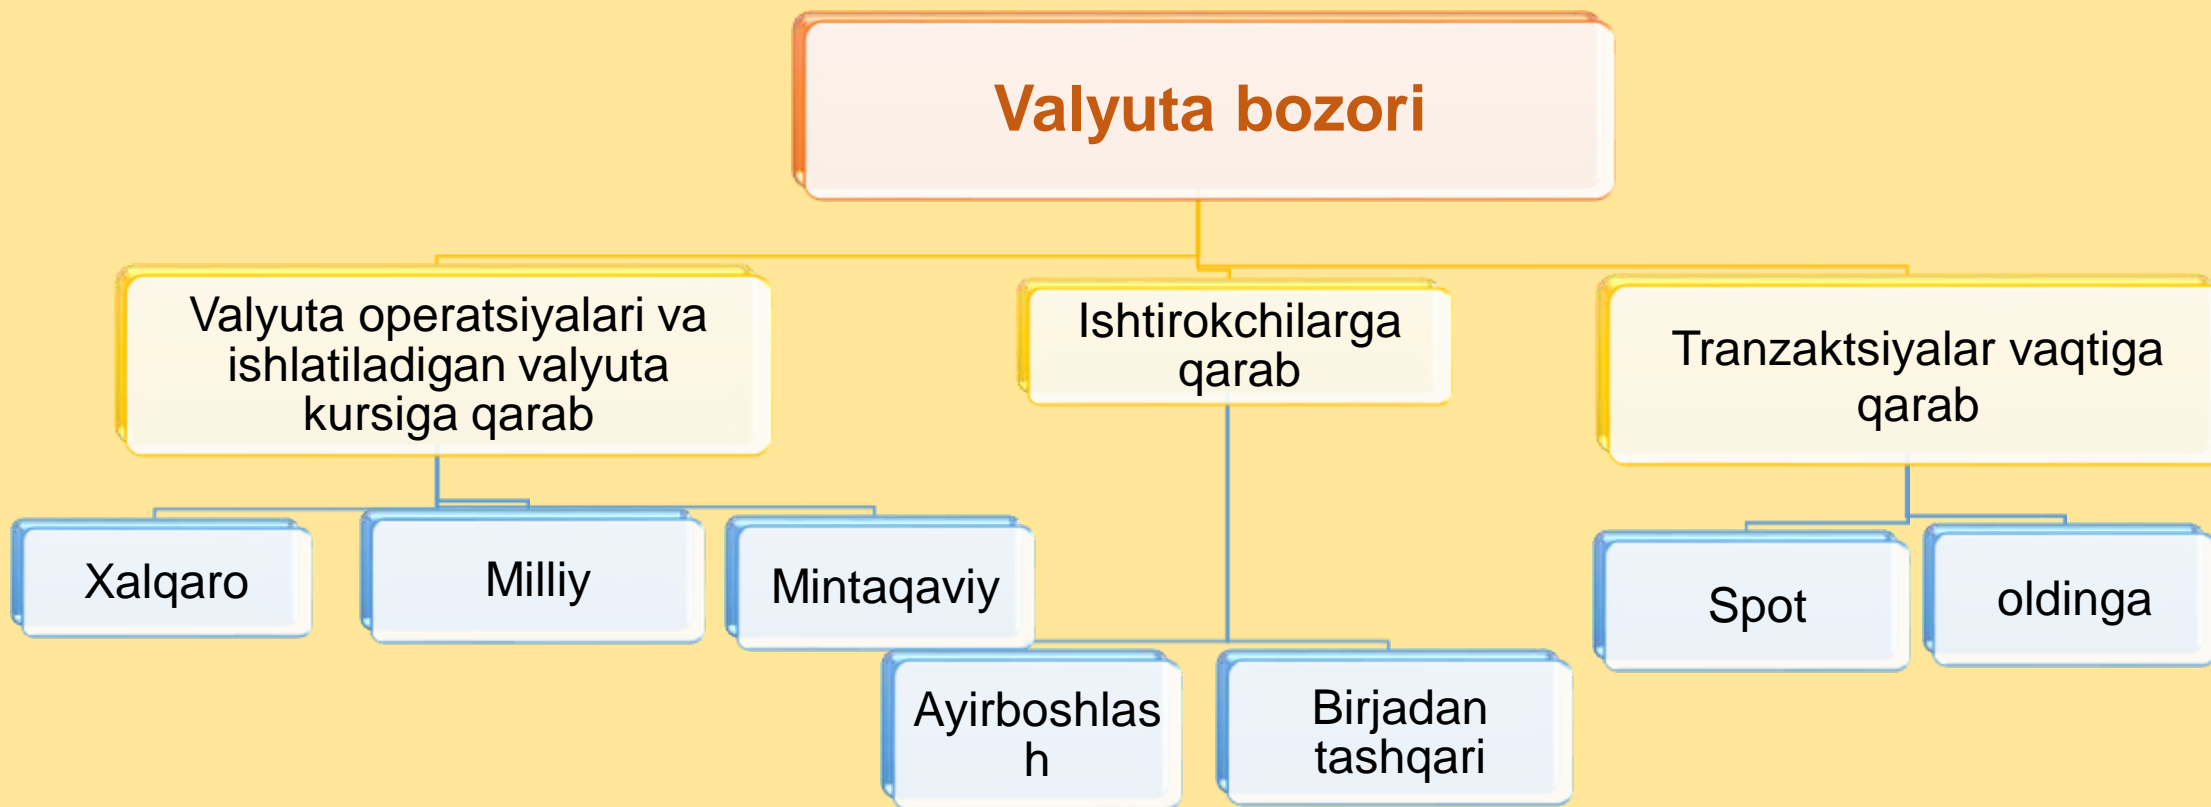 Valyuta bozori
Valyuta operatsiyalari va
ishlatiladigan valyuta
kursiga qarab
Ishtirokchilarga
qarab
Tranzaktsiyalar vaqtiga
qarab
Xalqaro
Milliy
Mintaqaviy
Ayirboshlas
h
Birjadan
tashqari
Spot
oldinga